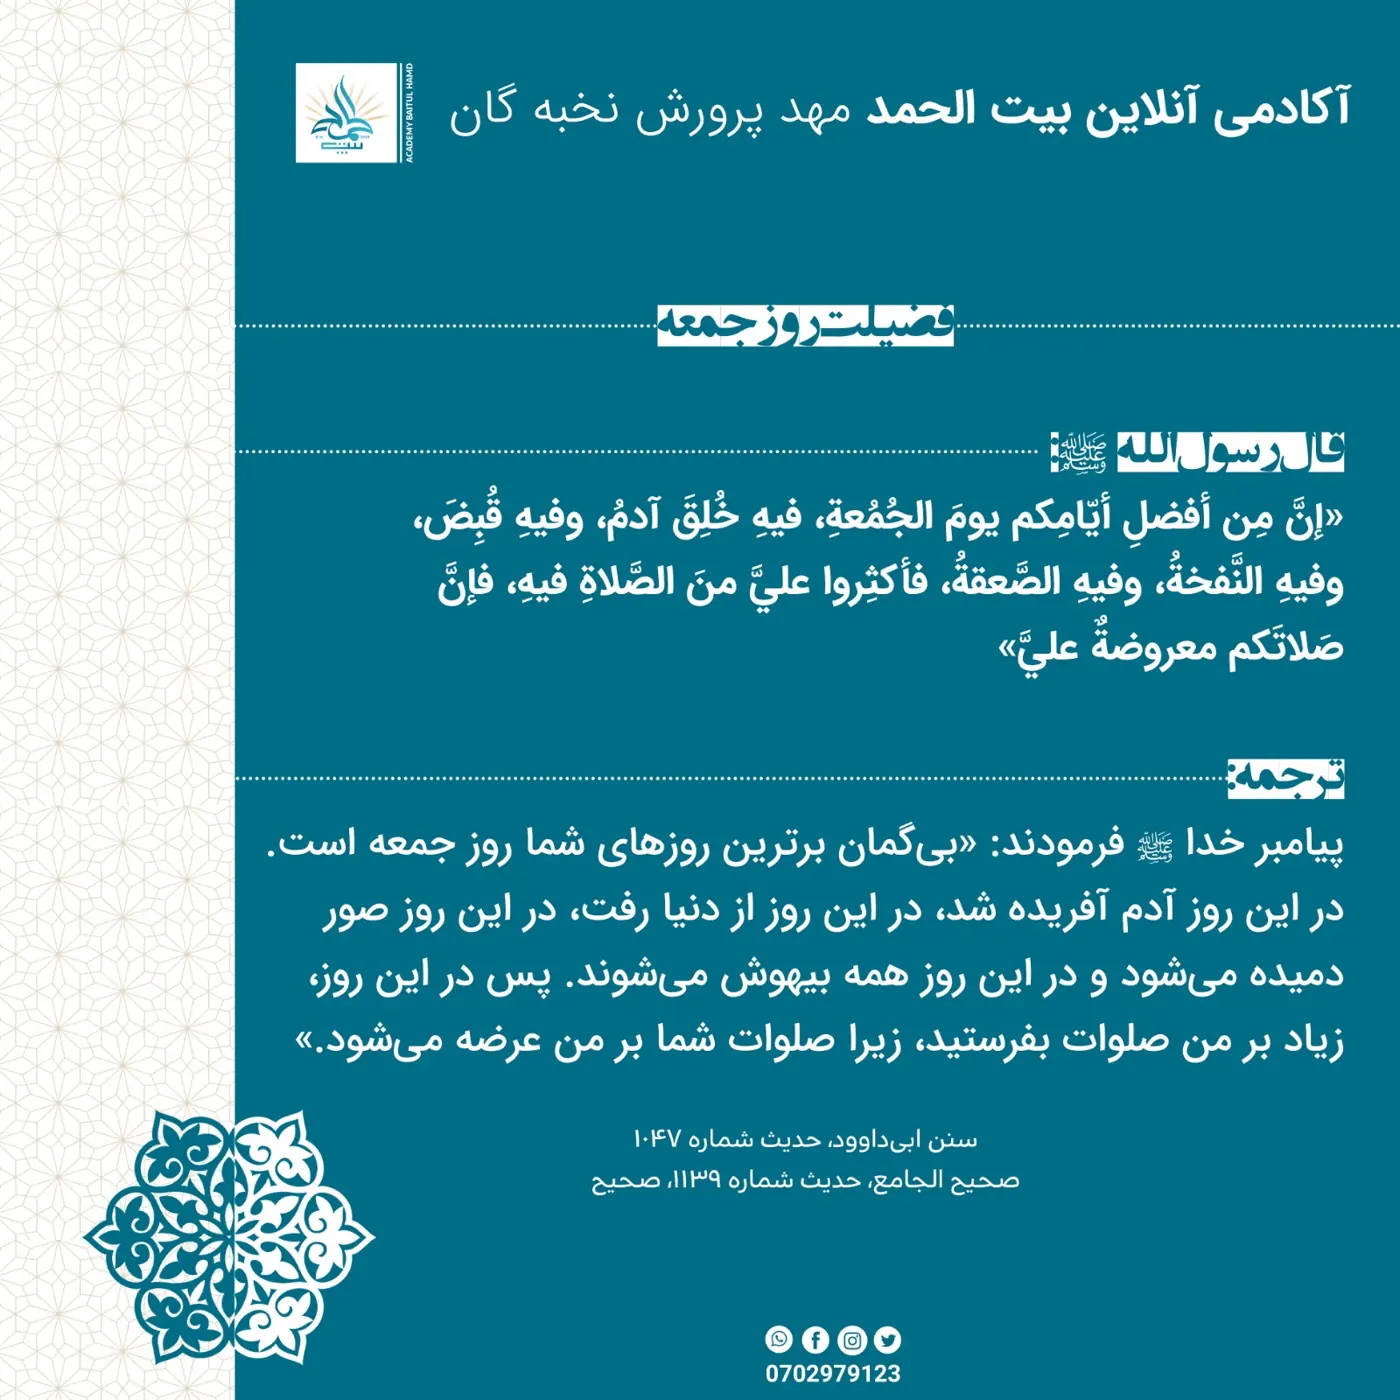 آکادمی آنلاین بیت الحمد مهد پرورش نخبه گان
ACADEMY BAITUL HAMD
فضیلت روز جمعه
قال رسول الله ﷺ:
«إنَّ مِن أفضلِ أيّامِكم يومَ الجُمُعةِ، فيهِ خُلِقَ آدمُ، وفيهِ قُبِضَ،
وفيهِ النَّفخةُ، وفيهِ الصَّعقةُ، فأكثِروا عليَّ منَ الصَّلاةِ فيهِ، فإنَّ
صَلاتَكم معروضةٌ عليَّ»
ترجمه:
پیامبر خدا ﷺ فرمودند: «بی‌گمان برترین روزهای شما روز جمعه است.
در این روز آدم آفریده شد، در این روز از دنیا رفت، در این روز صور
دمیده می‌شود و در این روز همه بیهوش می‌شوند. پس در این روز،
زیاد بر من صلوات بفرستید، زیرا صلوات شما بر من عرضه می‌شود.»
سنن ابی‌داوود، حدیث شماره ۱۰۴۷
صحیح الجامع، حدیث شماره ۱۱۳۹، صحیح
0702979123